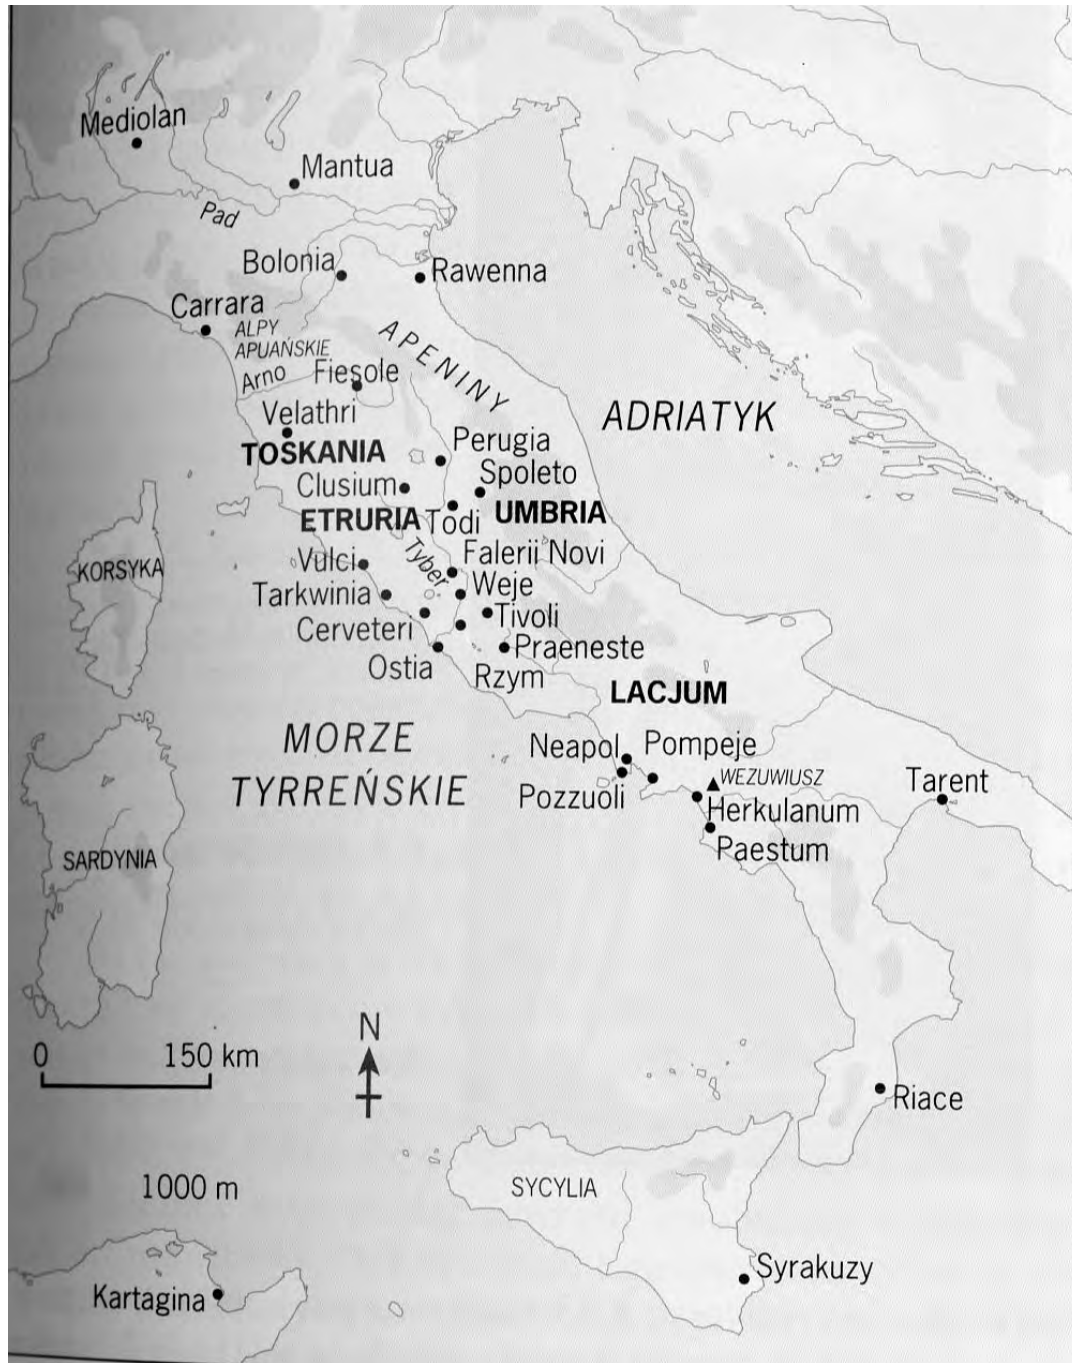 Mediolan
Mantua
Pad
Bolonia
Rawenna
Carrara
ALPY
APUAŃSKIE
APENINY
Arno
Fiesole
Velathri
ADRIATYK
TOSKANIA
Perugia
Spoleto
Clusium
ETRURIA
Todi
UMBRIA
Tyber
Falerii Novi
Vulci
KORSYKA
Weje
Tarkwinia
Tivoli
Cerveteri
Praeneste
Ostia
Rzym
LACJUM
MORZE
TYRREŃSKIE
Neapol
Pompeje
WEZUWIUSZ
Tarent
Pozzuoli
Herkulanum
Paestum
SARDYNIA
N
0 150 km
Riace
1000 m
SYCYLIA
Syrakuzy
Kartagina